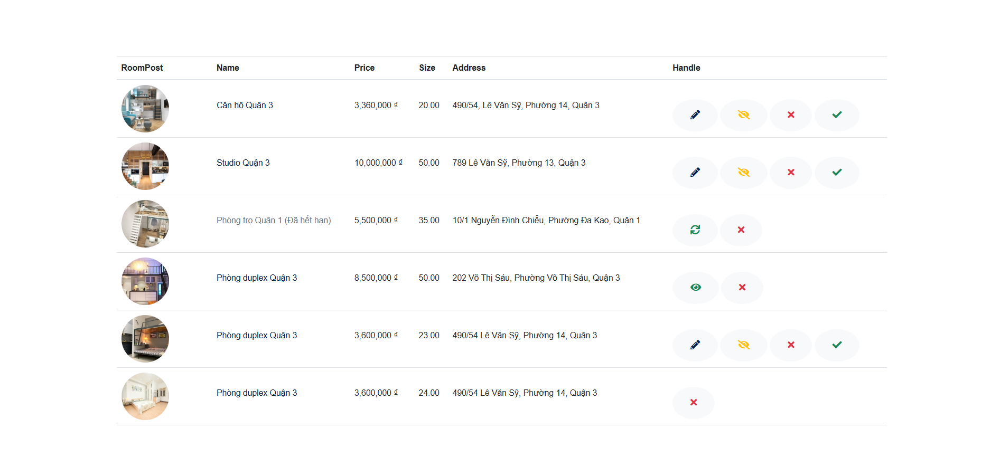 RoomPost Name Price Size Address Handle
Căn hộ Quận 3 3,360,000 ₫ 20.00 490/54, Lê Văn Sỹ, Phường 14, Quận 3
Studio Quận 3 10,000,000 ₫ 50.00 789 Lê Văn Sỹ, Phường 13, Quận 3
Phòng trọ Quận 1 (Đã hết hạn) 5,500,000 ₫ 35.00 10/1 Nguyễn Đình Chiểu, Phường Đa Kao, Quận 1
Phòng duplex Quận 3 8,500,000 ₫ 50.00 202 Võ Thị Sáu, Phường Võ Thị Sáu, Quận 3
Phòng duplex Quận 3 3,600,000 ₫ 23.00 490/54 Lê Văn Sỹ, Phường 14, Quận 3
Phòng duplex Quận 3 3,600,000 ₫ 24.00 490/54 Lê Văn Sỹ, Phường 14, Quận 3